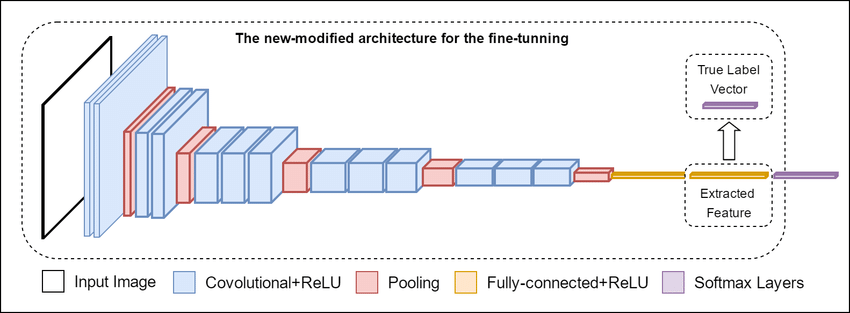 The new-modified architecture for the fine-tunning
True Label
Vector
Extracted
Feature
Input Image
Covolutional+ReLU
Pooling
Fully-connected+ReLU
Softmax Layers